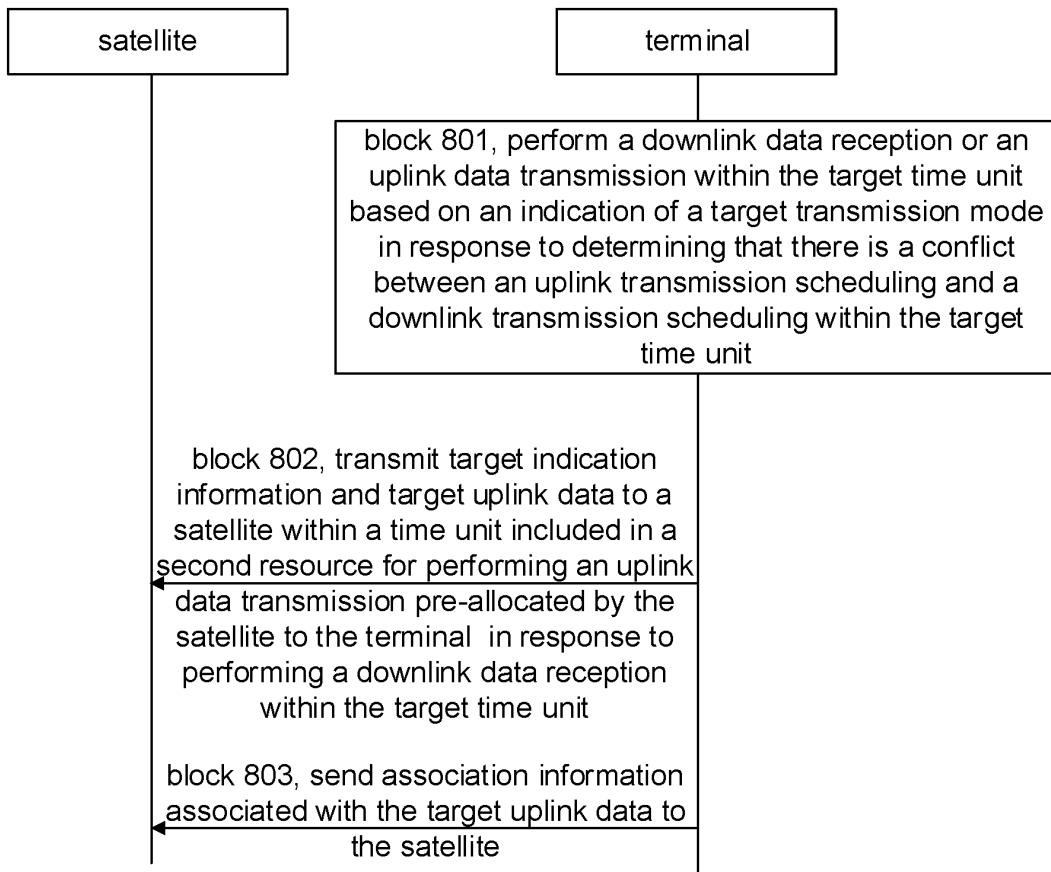 satellite
terminal
block 801, perform a downlink data reception or an
uplink data transmission within the target time unit
based on an indication of a target transmission mode
in response to determining that there is a conflict
between an uplink transmission scheduling and a
downlink transmission scheduling within the target
time unit
block 802, transmit target indication
information and target uplink data to a
satellite within a time unit included in a
second resource for performing an uplink
data transmission pre-allocated by the
satellite to the terminal in response to
performing a downlink data reception
within the target time unit
block 803, send association information
associated with the target uplink data to
the satellite